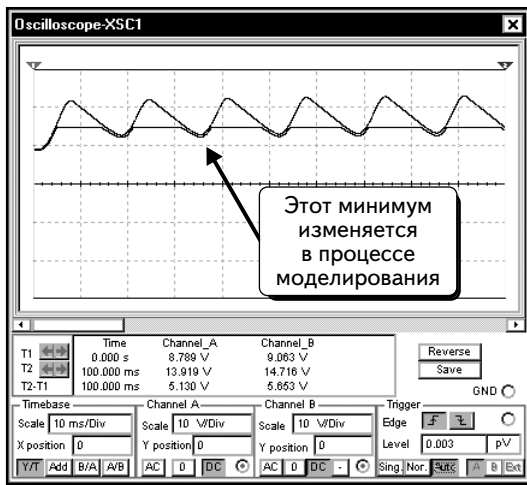 Oscilloscope-XSC1
Этот минимум
изменяется
в процессе
моделирования
Time Channel_A Channel_B
T1 0.000 s 8.789 V 9.063 V
T2 100.000 ms 13.919 V 14.716 V
T2-T1 100.000 ms 5.130 V 5.653 V
Reverse
Save
GND
Timebase Channel A Channel B Trigger
Scale 10 ms/Div Scale 10 V/Div Scale 10 V/Div Edge
X position 0 Y position 0 Y position 0 Level 0.003 pV
Y/T Add B/A A/B AC 0 DC AC 0 DC - Sing. Nor. Auto A B Ext